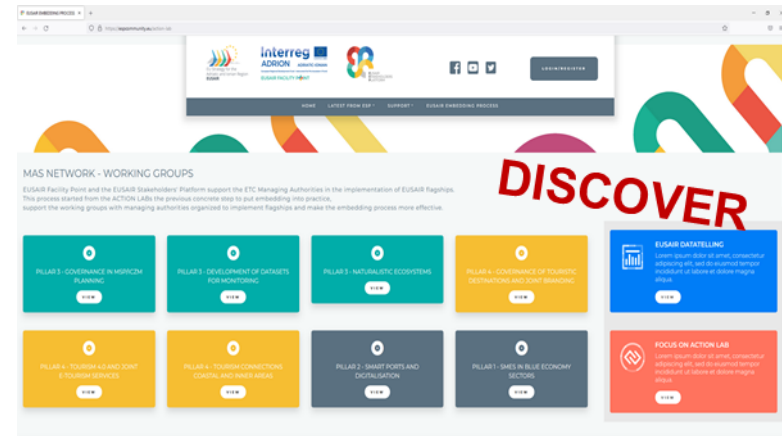 EUSAIR EMBEDDING PROCESS
EUSAIR
Interreg
ADRION ADRIATIC-IONIAN
EUSAIR FACILITY POINT
LOGIN/REGISTER
HOME LATEST FROM ESP SUPPORT EUSAIR EMBEDDING PROCESS
DISCOVER
MAS NETWORK - WORKING GROUPS
EUSAIR Facility Point and the EUSAIR Stakeholders' Platform support the ETC Managing Authorities in the implementation of EUSAIR flagships.
This process started from the ACTION LABs the previous concrete step to put embedding into practice,
support the working groups with managing authorities organized to implement flagships and make the embedding process more effective.
PILLAR 3 - GOVERNANCE IN MSP/CZM
PLANNING
VIEW
PILLAR 3 - DEVELOPMENT OF DATASETS
FOR MONITORING
VIEW
PILLAR 3 - NATURALISTIC ECOSYSTEMS
VIEW
PILLAR 4 - GOVERNANCE OF TOURISTIC
DESTINATIONS AND JOINT BRANDING
VIEW
EUSAIR DATATELLING
Lorem ipsum dolor sit amet, consectetur
adipiscing elit, sed do eiusmod tempor
incididunt ut labore et dolore magna
aliqua.
VIEW
PILLAR 4 - TOURISM 4.0 AND JOINT
E-TOURISM SERVICES
VIEW
PILLAR 4 - TOURISM CONNECTIONS
COASTAL AND INNER AREAS
VIEW
PILLAR 2 - SMART PORTS AND
DIGITALISATION
VIEW
PILLAR 1 - SMES IN BLUE ECONOMY
SECTORS
VIEW
FOCUS ON ACTION LAB
Lorem ipsum dolor sit amet, consectetur
adipiscing elit, sed do eiusmod tempor
incididunt ut labore et dolore magna
aliqua.
VIEW